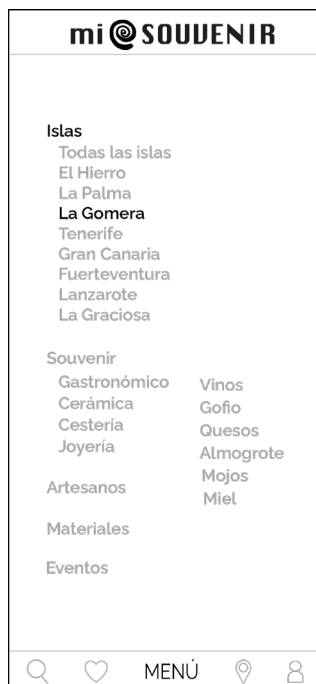 mi@SOUVENIR
Islas
Todas las islas
El Hierro
La Palma
La Gomera
Tenerife
Gran Canaria
Fuerteventura
Lanzarote
La Graciosa
Souvenir
Gastronómico
Cerámica
Cestería
Joyería
Vinos
Gofio
Quesos
Almogrote
Mojos
Miel
Artesanos
Materiales
Eventos
MENÚ